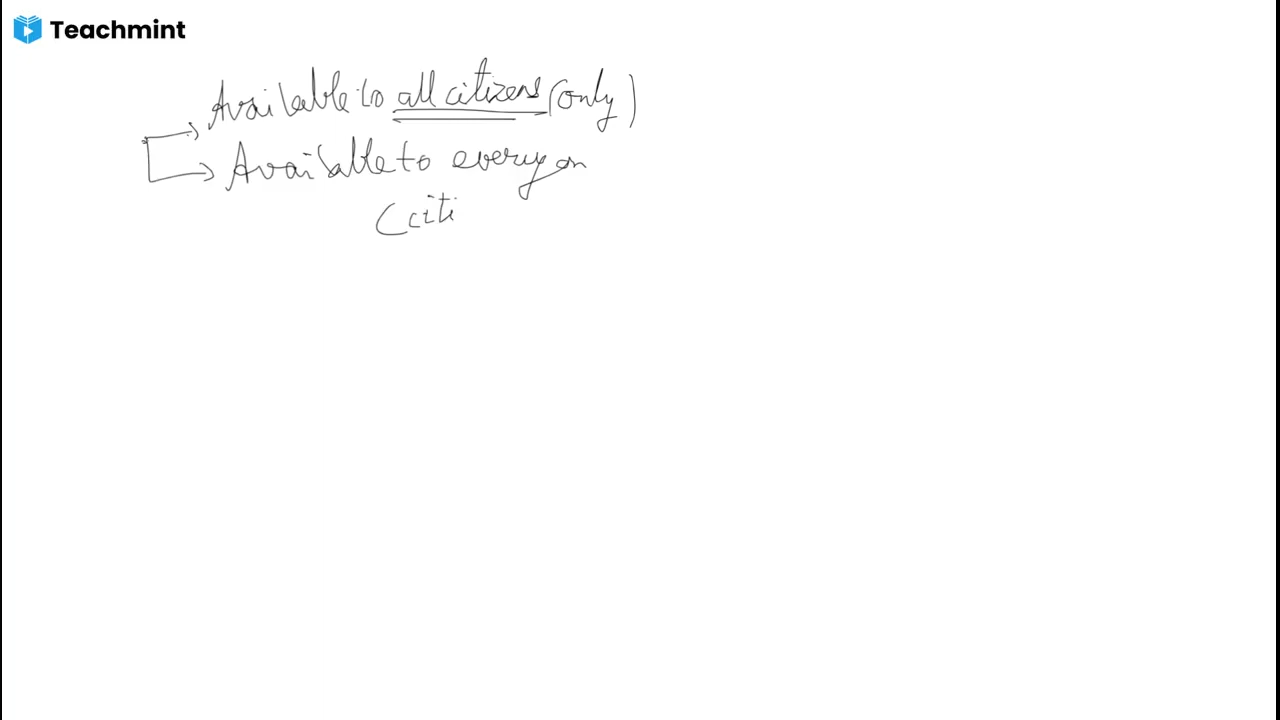 Teachmint
Available to all citizens (only)
Available to everyon
(citi